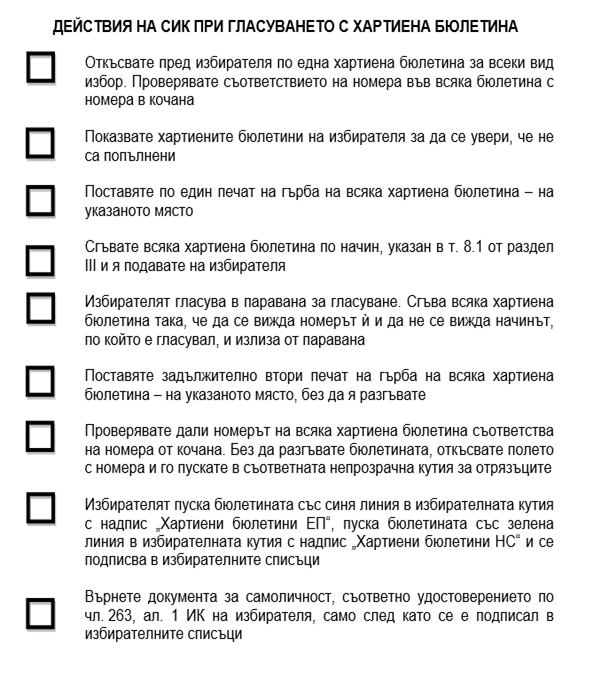 ДЕЙСТВИЯ НА СИК ПРИ ГЛАСУВАНЕТО С ХАРТИЕНА БЮЛЕТИНА
Откъсвате пред избирателя по една хартиена бюлетина за всеки вид
избор. Проверявате съответствието на номера във всяка бюлетина с
номера в кочана
Показвате хартиените бюлетини на избирателя за да се увери, че не
са попълнени
Поставяте по един печат на гърба на всяка хартиена бюлетина – на
указаното място
Сгъвате всяка хартиена бюлетина по начин, указан в т. 8.1 от раздел
III и я подавате на избирателя
Избирателят гласува в паравана за гласуване. Сгъва всяка хартиена
бюлетина така, че да се вижда номерът ѝ и да не се вижда начинът,
по който е гласувал, и излиза от паравана
Поставяте задължително втори печат на гърба на всяка хартиена
бюлетина – на указаното място, без да я разгъвате
Проверявате дали номерът на всяка хартиена бюлетина съответства
на номера от кочана. Без да разгъвате бюлетината, откъсвате полето
с номера и го пускате в съответната непрозрачна кутия за отрязъците
Избирателят пуска бюлетината със синя линия в избирателната кутия
с надпис „Хартиени бюлетини ЕП“, пуска бюлетината със зелена
линия в избирателната кутия с надпис „Хартиени бюлетини НС“ и се
подписва в избирателните списъци
Върнете документа за самоличност, съответно удостоверението по
чл. 263, ал. 1 ИК на избирателя, само след като се е подписал в
избирателните списъци